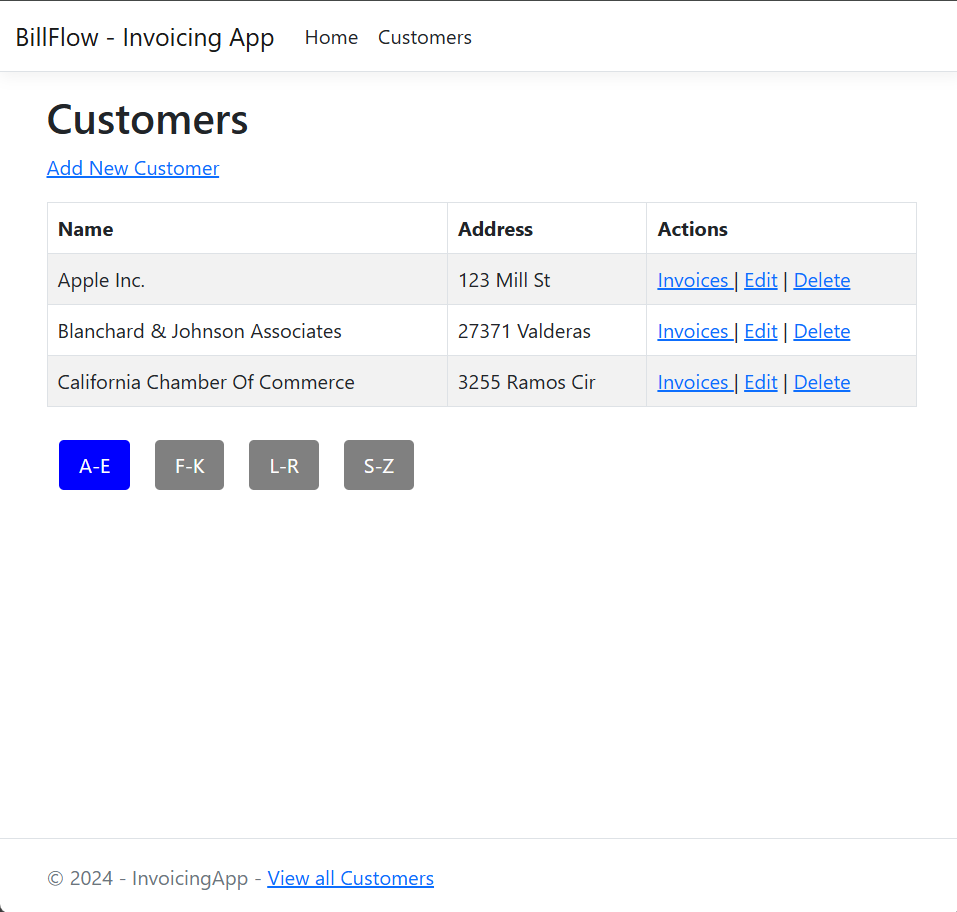 BillFlow - Invoicing App Home Customers
Customers
Add New Customer
Name Address Actions
Apple Inc. 123 Mill St Invoices | Edit | Delete
Blanchard & Johnson Associates 27371 Valderas Invoices | Edit | Delete
California Chamber Of Commerce 3255 Ramos Cir Invoices | Edit | Delete
A-E F-K L-R S-Z
© 2024 - InvoicingApp - View all Customers